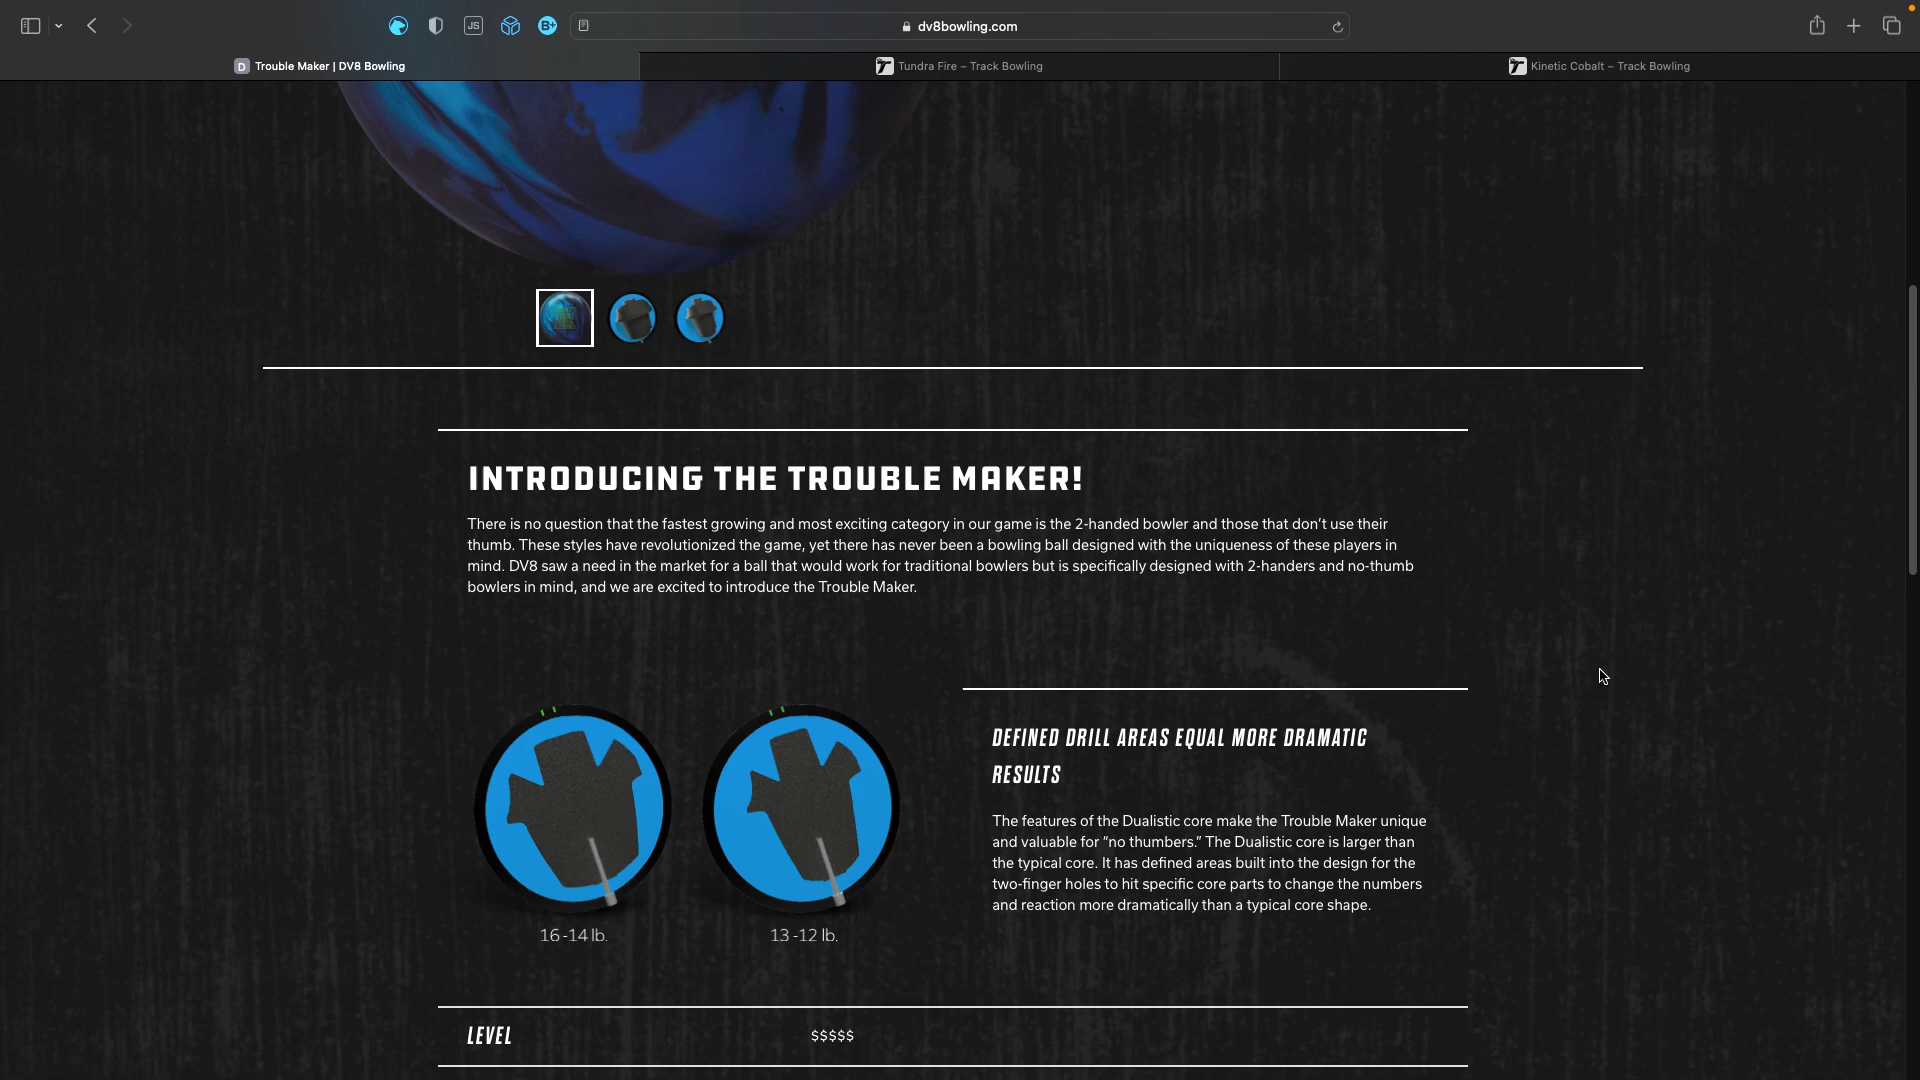 JS
B+
dv8bowling.com
D Trouble Maker | DV8 Bowling
T Tundra Fire – Track Bowling
T Kinetic Cobalt – Track Bowling
INTRODUCING THE TROUBLE MAKER!
There is no question that the fastest growing and most exciting category in our game is the 2-handed bowler and those that don't use their
thumb. These styles have revolutionized the game, yet there has never been a bowling ball designed with the uniqueness of these players in
mind. DV8 saw a need in the market for a ball that would work for traditional bowlers but is specifically designed with 2-handers and no-thumb
bowlers in mind, and we are excited to introduce the Trouble Maker.
DEFINED DRILL AREAS EQUAL MORE DRAMATIC
RESULTS
The features of the Dualistic core make the Trouble Maker unique
and valuable for “no thumbers.” The Dualistic core is larger than
the typical core. It has defined areas built into the design for the
two-finger holes to hit specific core parts to change the numbers
and reaction more dramatically than a typical core shape.
16 -14 lb.
13 -12 lb.
LEVEL
$$$$$